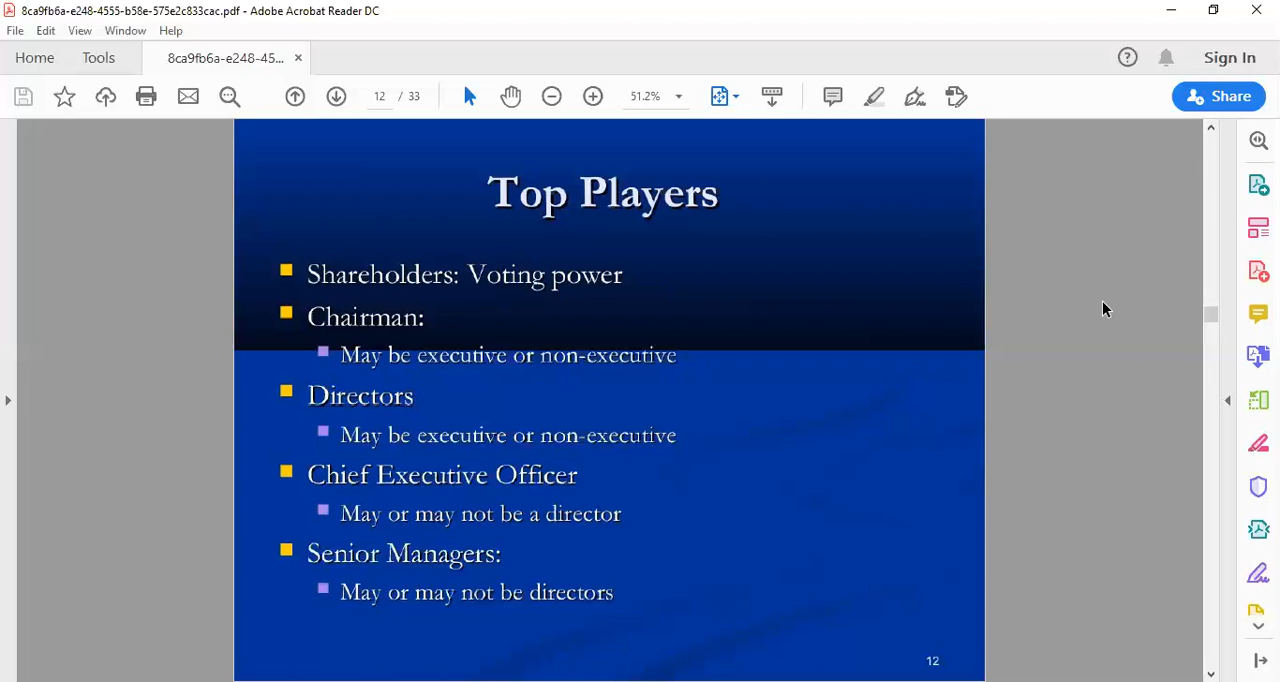 8ca9fb6a-e248-4555-b58e-575e2c833cac.pdf - Adobe Acrobat Reader DC
File Edit View Window Help
Home Tools 8ca9fb6a-e248-45... × Sign In
12 / 33 51.2% Share
Top Players
Shareholders: Voting power
Chairman:
May be executive or non-executive
Directors
May be executive or non-executive
Chief Executive Officer
May or may not be a director
Senior Managers:
May or may not be directors
12